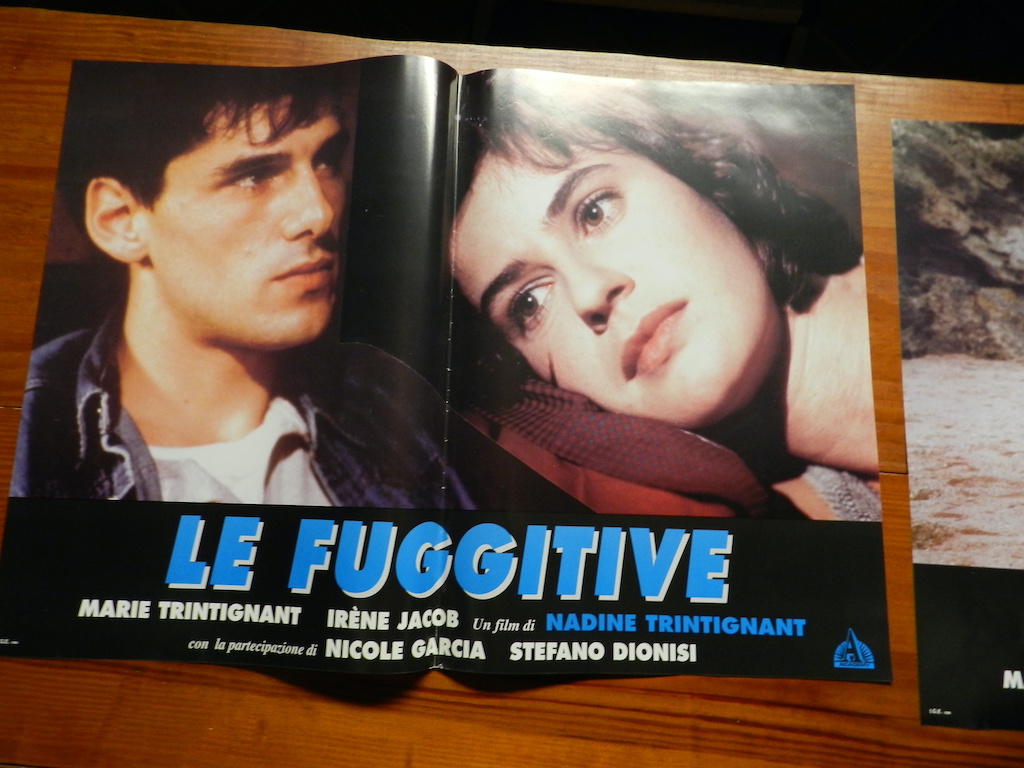 LE FUGGITIVE
MARIE TRINTIGNANT IRÈNE JACOB Un film di NADINE TRINTIGNANT
con la partecipazione di NICOLE GARCIA STEFANO DIONISI
A
M